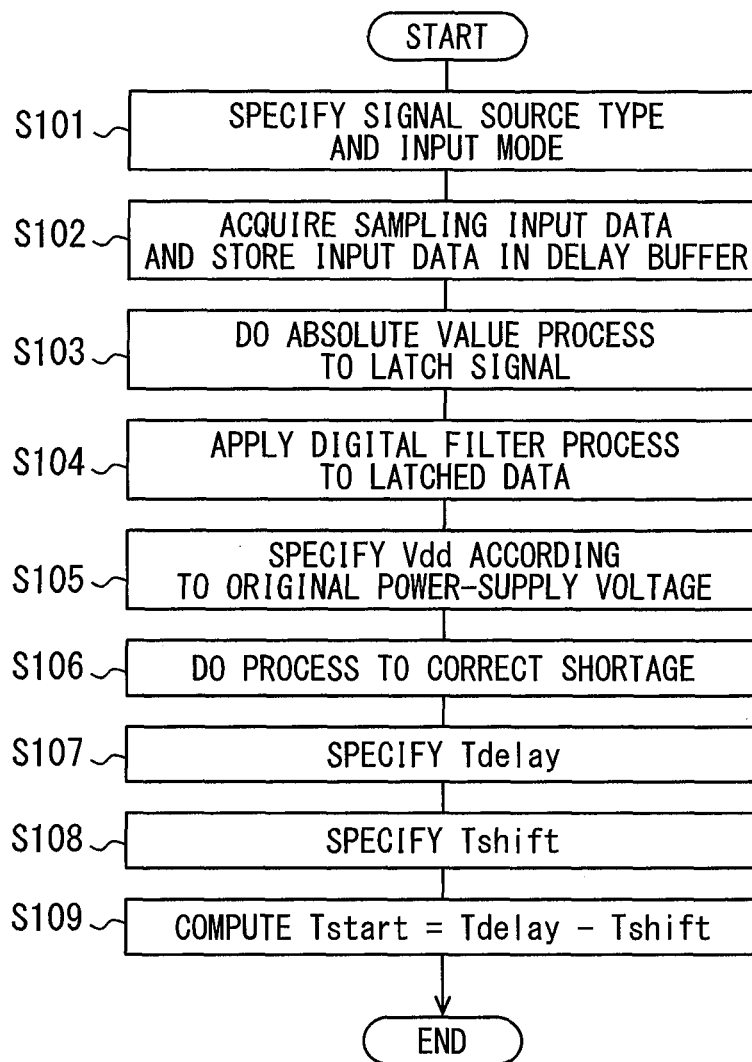 START
S101
SPECIFY SIGNAL SOURCE TYPE
AND INPUT MODE
S102
ACQUIRE SAMPLING INPUT DATA
AND STORE INPUT DATA IN DELAY BUFFER
S103
DO ABSOLUTE VALUE PROCESS
TO LATCH SIGNAL
S104
APPLY DIGITAL FILTER PROCESS
TO LATCHED DATA
S105
SPECIFY Vdd ACCORDING
TO ORIGINAL POWER-SUPPLY VOLTAGE
S106
DO PROCESS TO CORRECT SHORTAGE
S107
SPECIFY Tdelay
S108
SPECIFY Tshift
S109
COMPUTE Tstart = Tdelay - Tshift
END